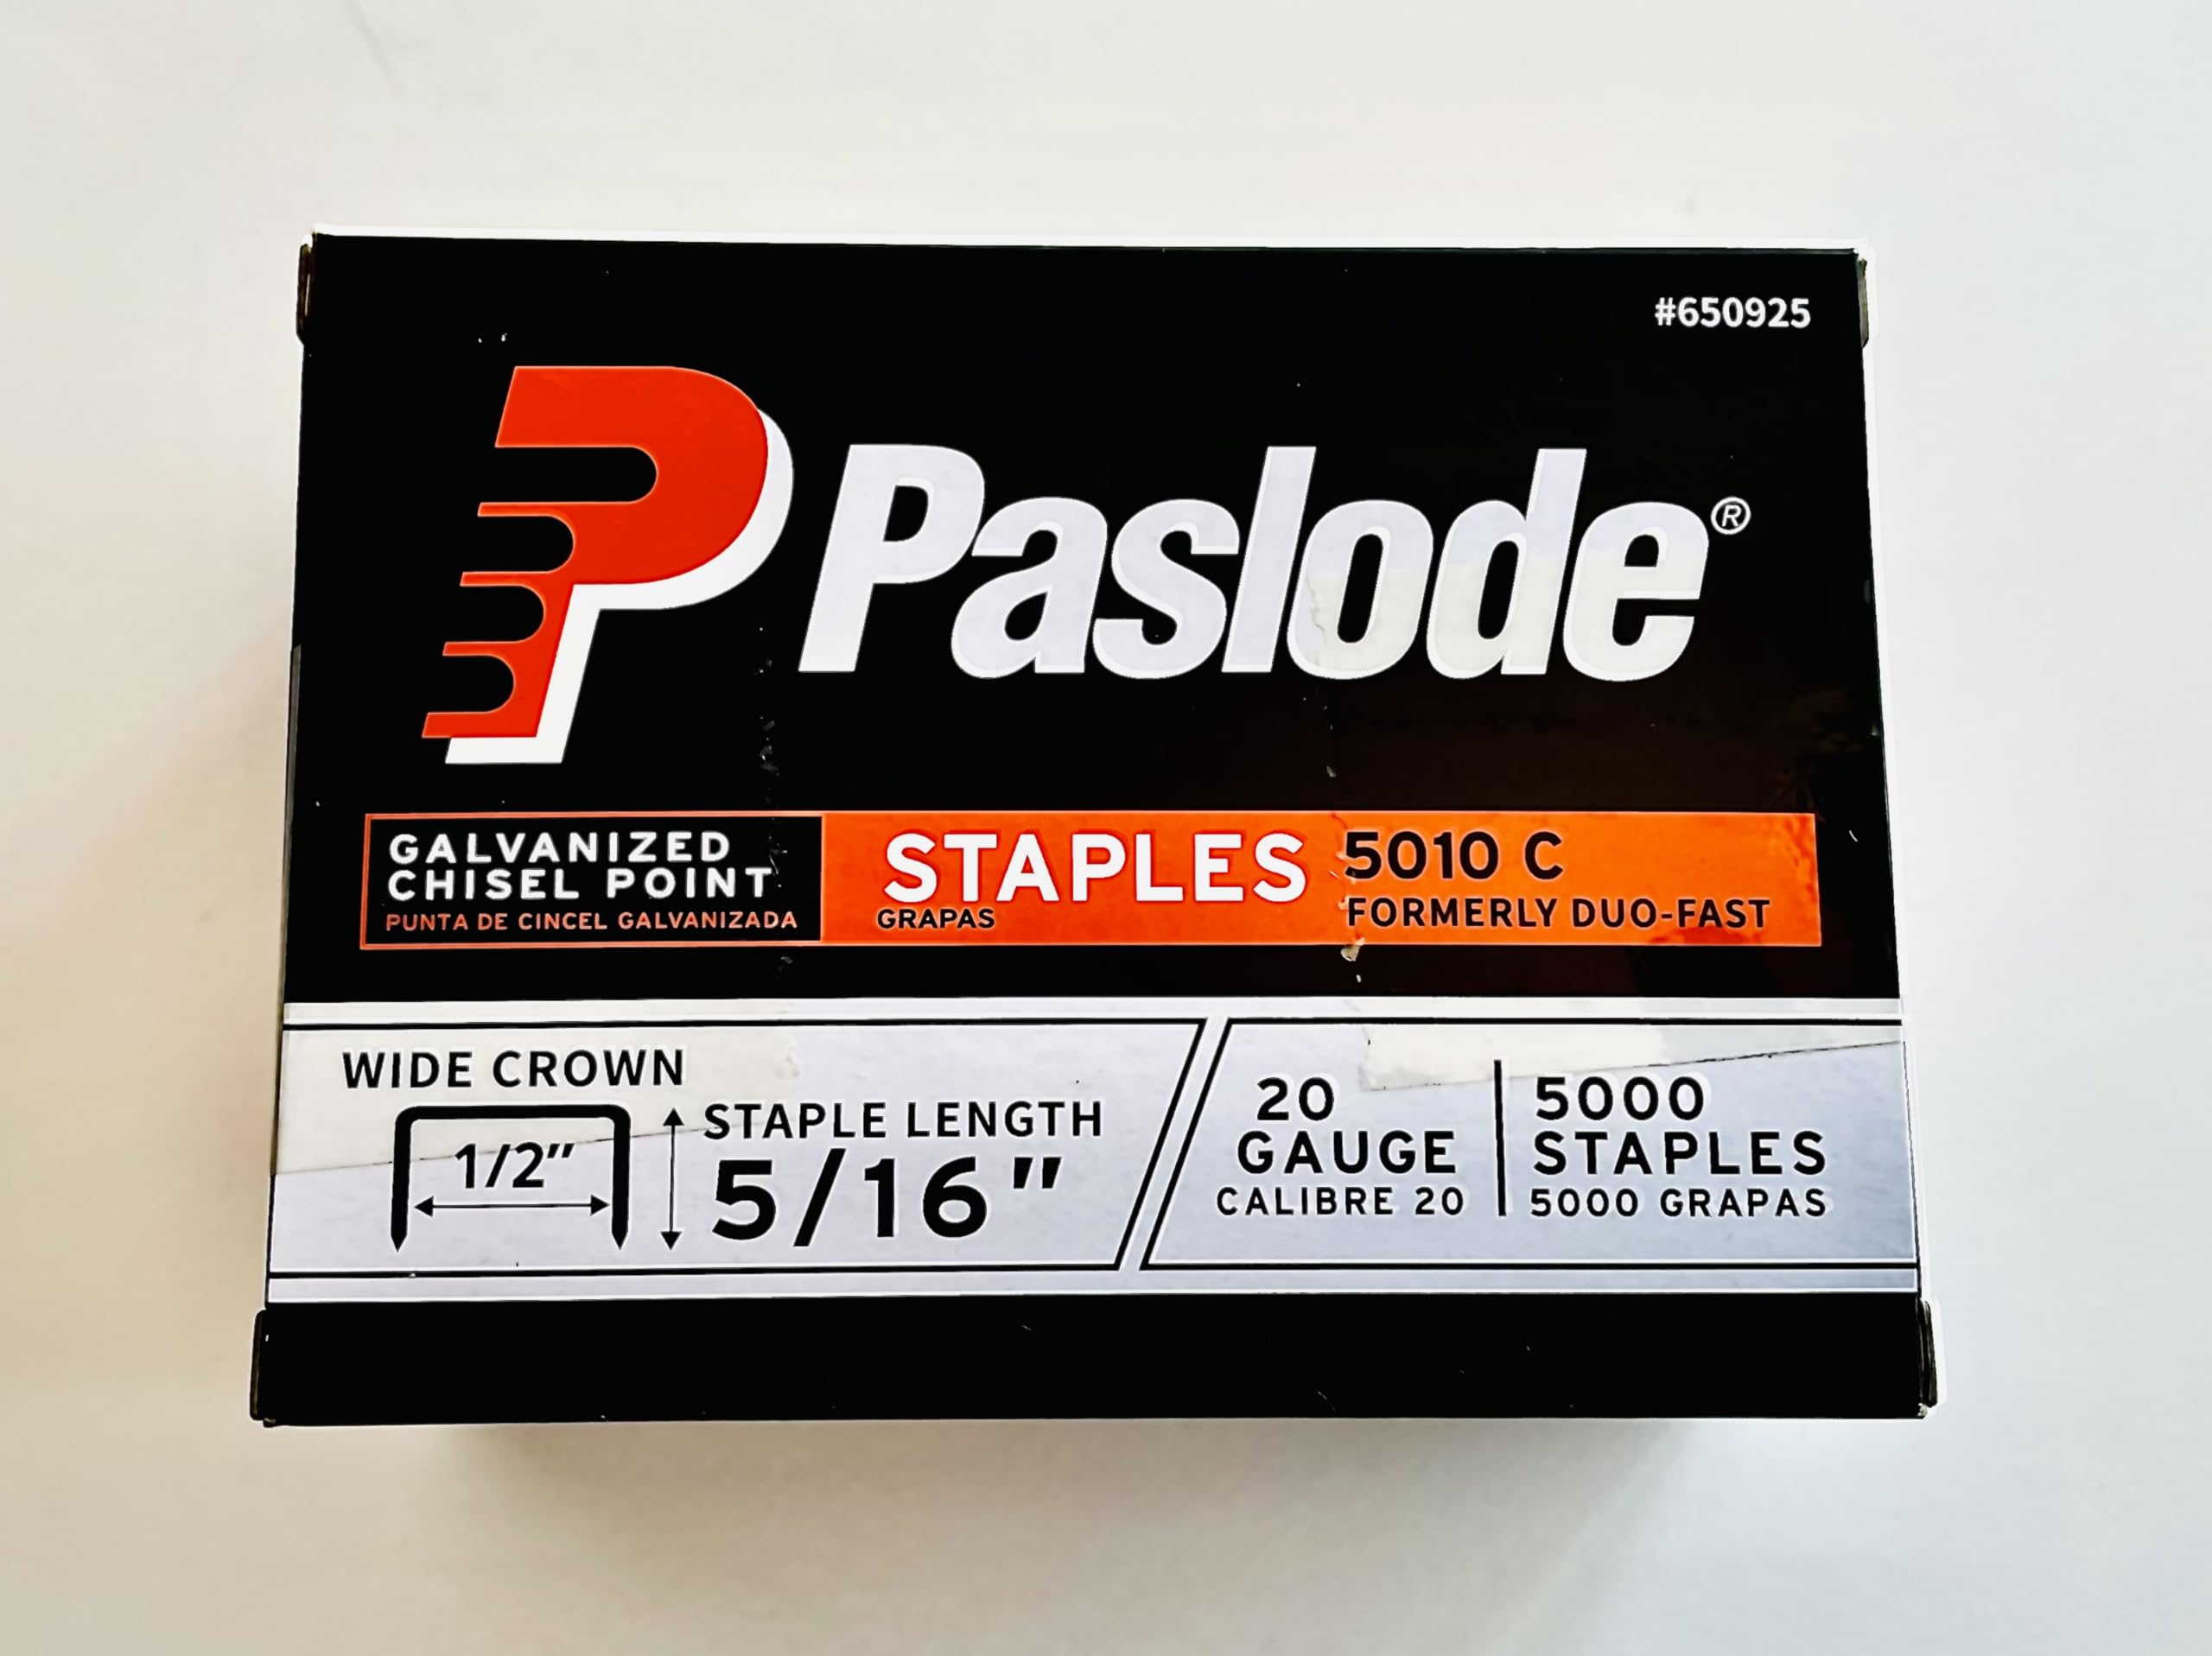 #650925
Paslode®
GALVANIZED
CHISEL POINT
PUNTA DE CINCEL GALVANIZADA
STAPLES
GRAPAS
5010 C
FORMERLY DUO-FAST
WIDE CROWN
1/2"
STAPLE LENGTH
5/16"
20
GAUGE
CALIBRE 20
5000
STAPLES
5000 GRAPAS